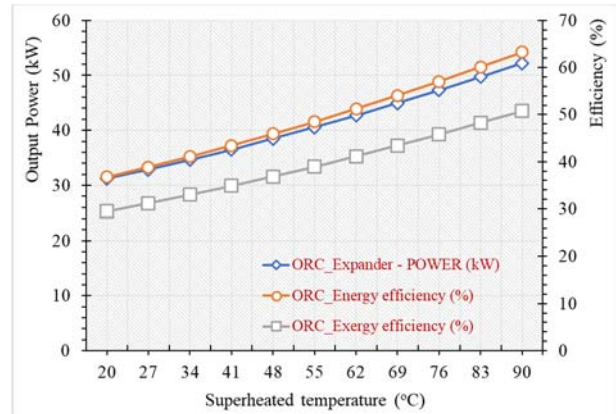 60
50
40
30
20
10
0
Output Power (kW)
70
60
50
40
30
20
10
0
Efficiency (%)
ORC_Expander - POWER (kW)
ORC_Energy efficiency (%)
ORC_Exergy efficiency (%)
20 27 34 41 48 55 62 69 76 83 90
Superheated temperature (°C)